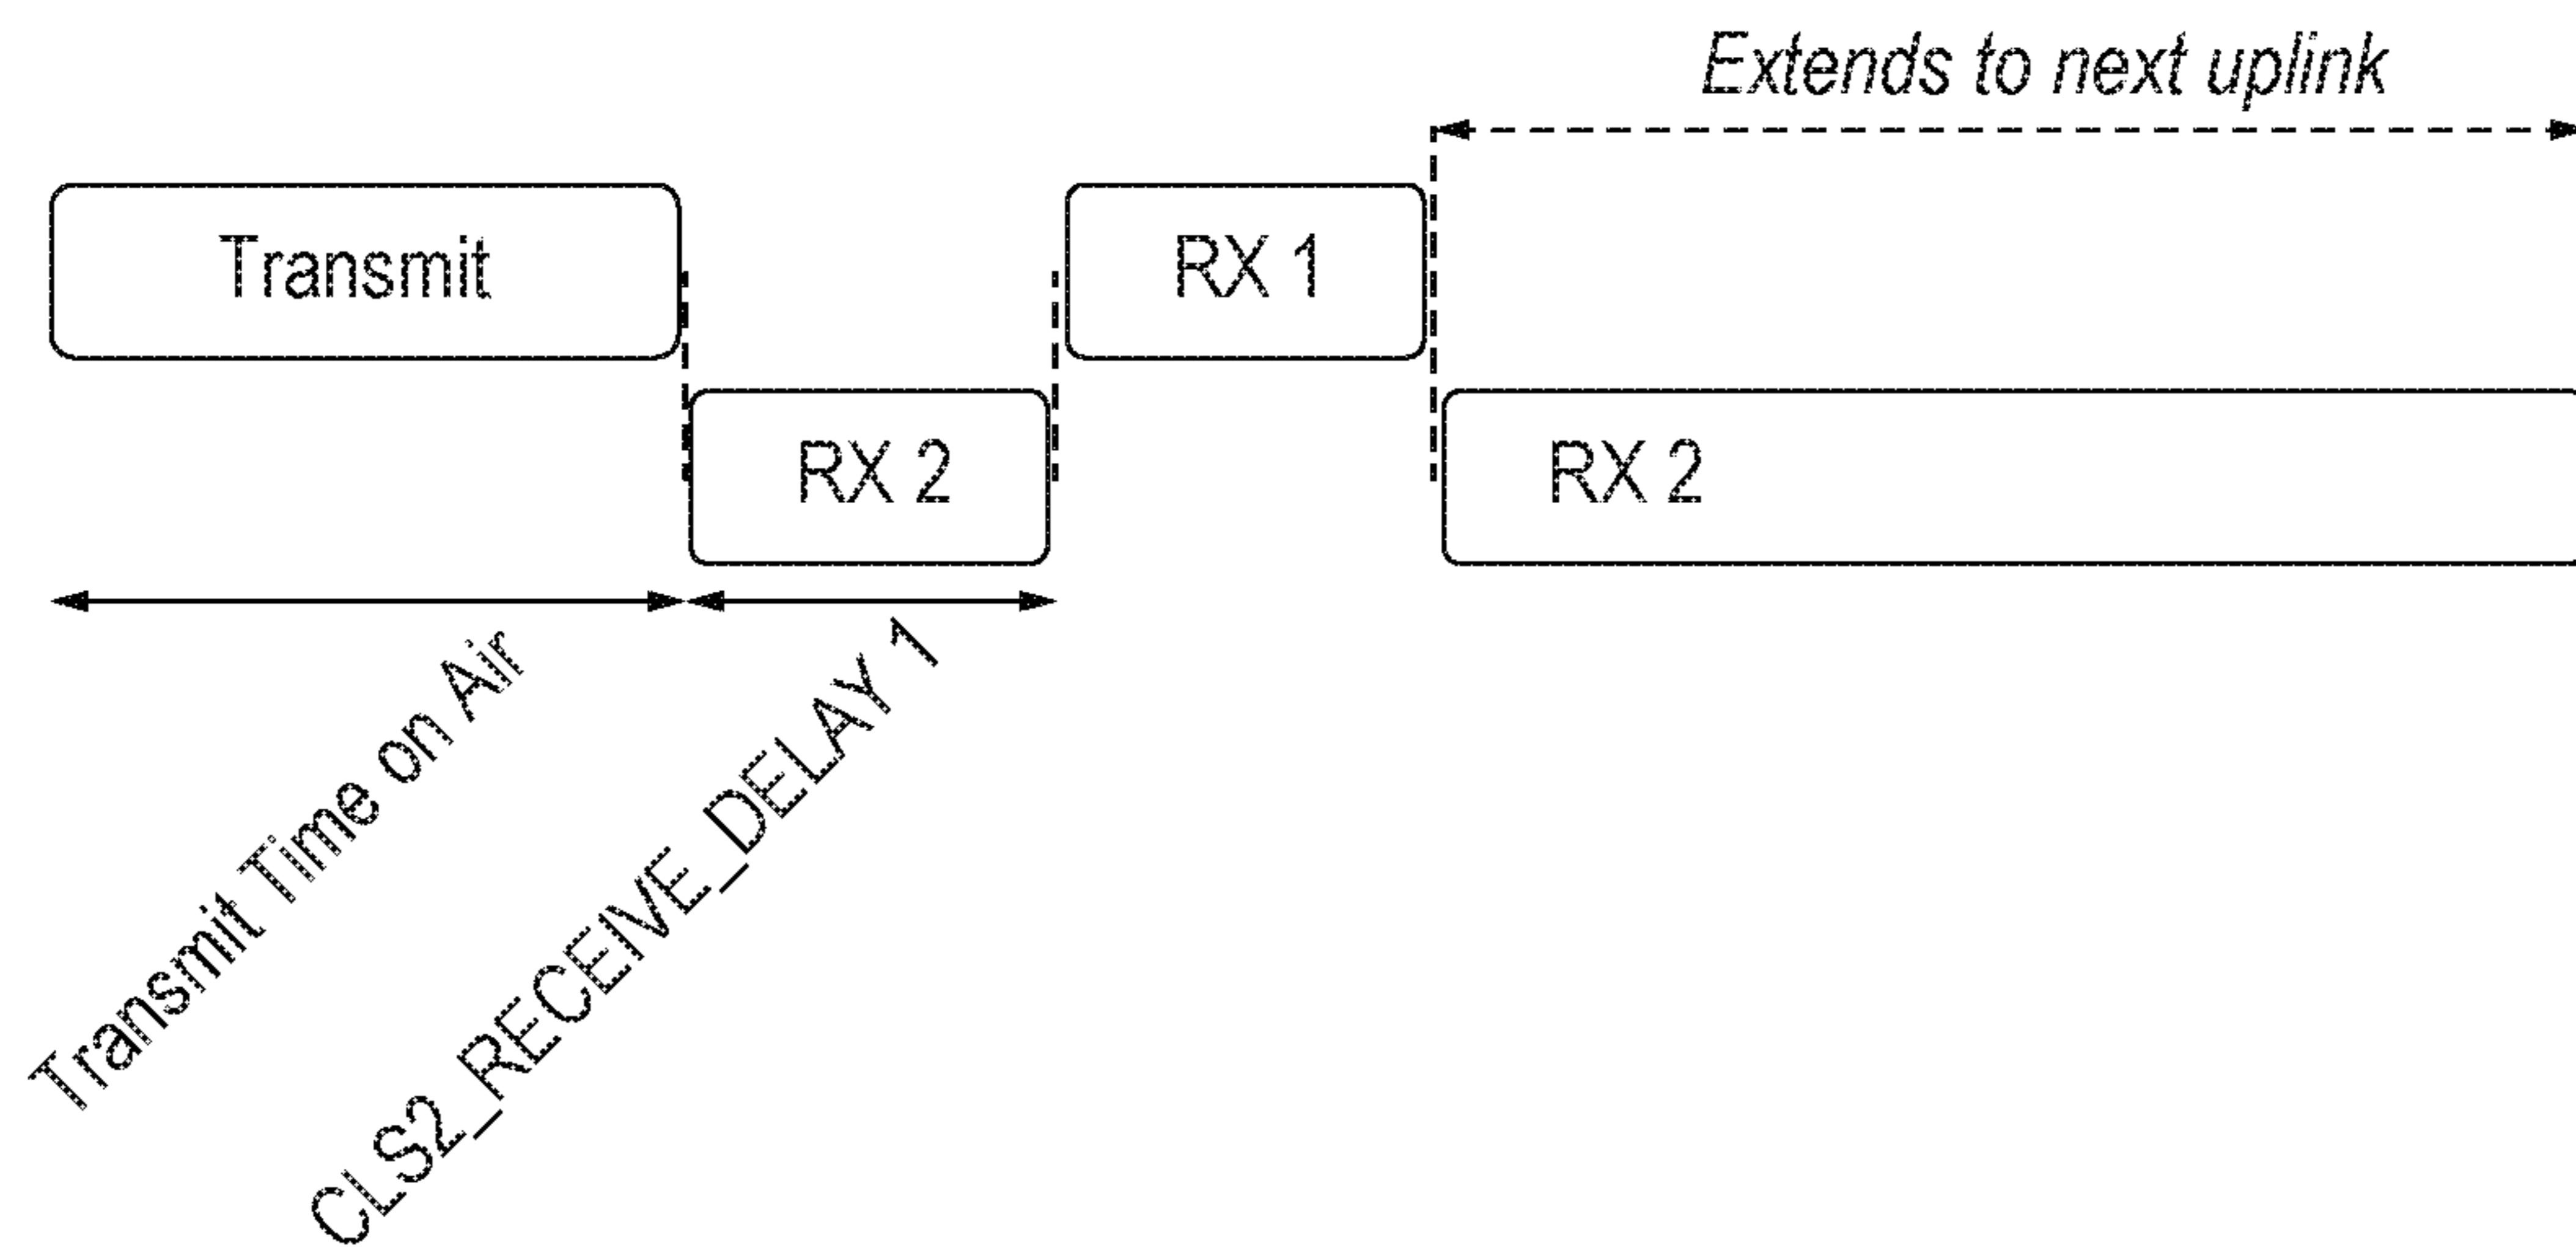 Extends to next uplink
Transmit
RX 1
RX 2
RX 2
Transmit Time on Air
CLS2_RECEIVE_DELAY 1